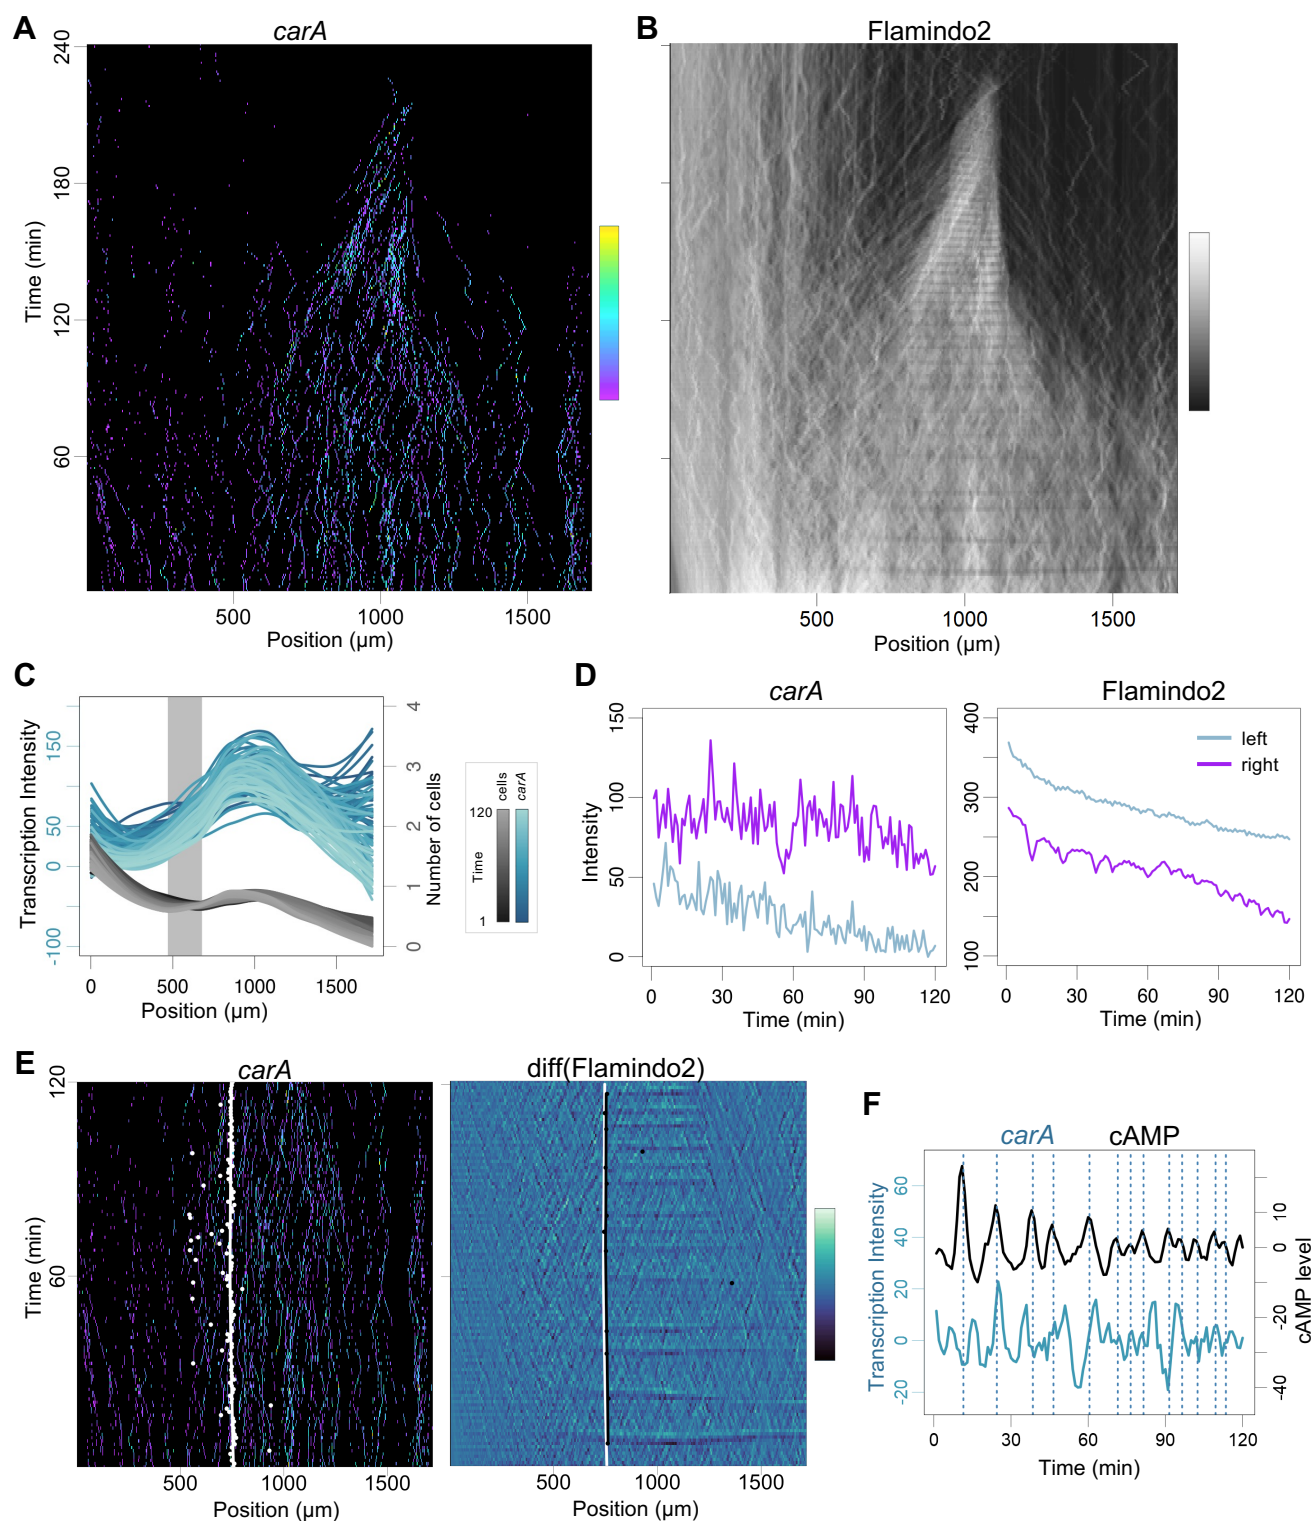 A
carA
240
180
120
60
Time (min)
500
1000
1500
Position (µm)
B
Flamindo2
500
1000
1500
Position (µm)
C
Transcription Intensity
150
50
0
-100
4
3
2
1
0
Number of cells
0
500
1000
1500
Position (µm)
cells
carA
120
Time
1
D
carA
Intensity
150
100
50
0
0
30
60
90
120
Time (min)
Flamindo2
400
300
200
100
left
right
0
30
60
90
120
Time (min)
E
carA
120
60
Time (min)
500
1000
1500
Position (µm)
diff(Flamindo2)
500
1000
1500
Position (µm)
F
carA
cAMP
Transcription Intensity
60
40
20
0
-20
10
0
-20
-40
cAMP level
0
30
60
90
120
Time (min)